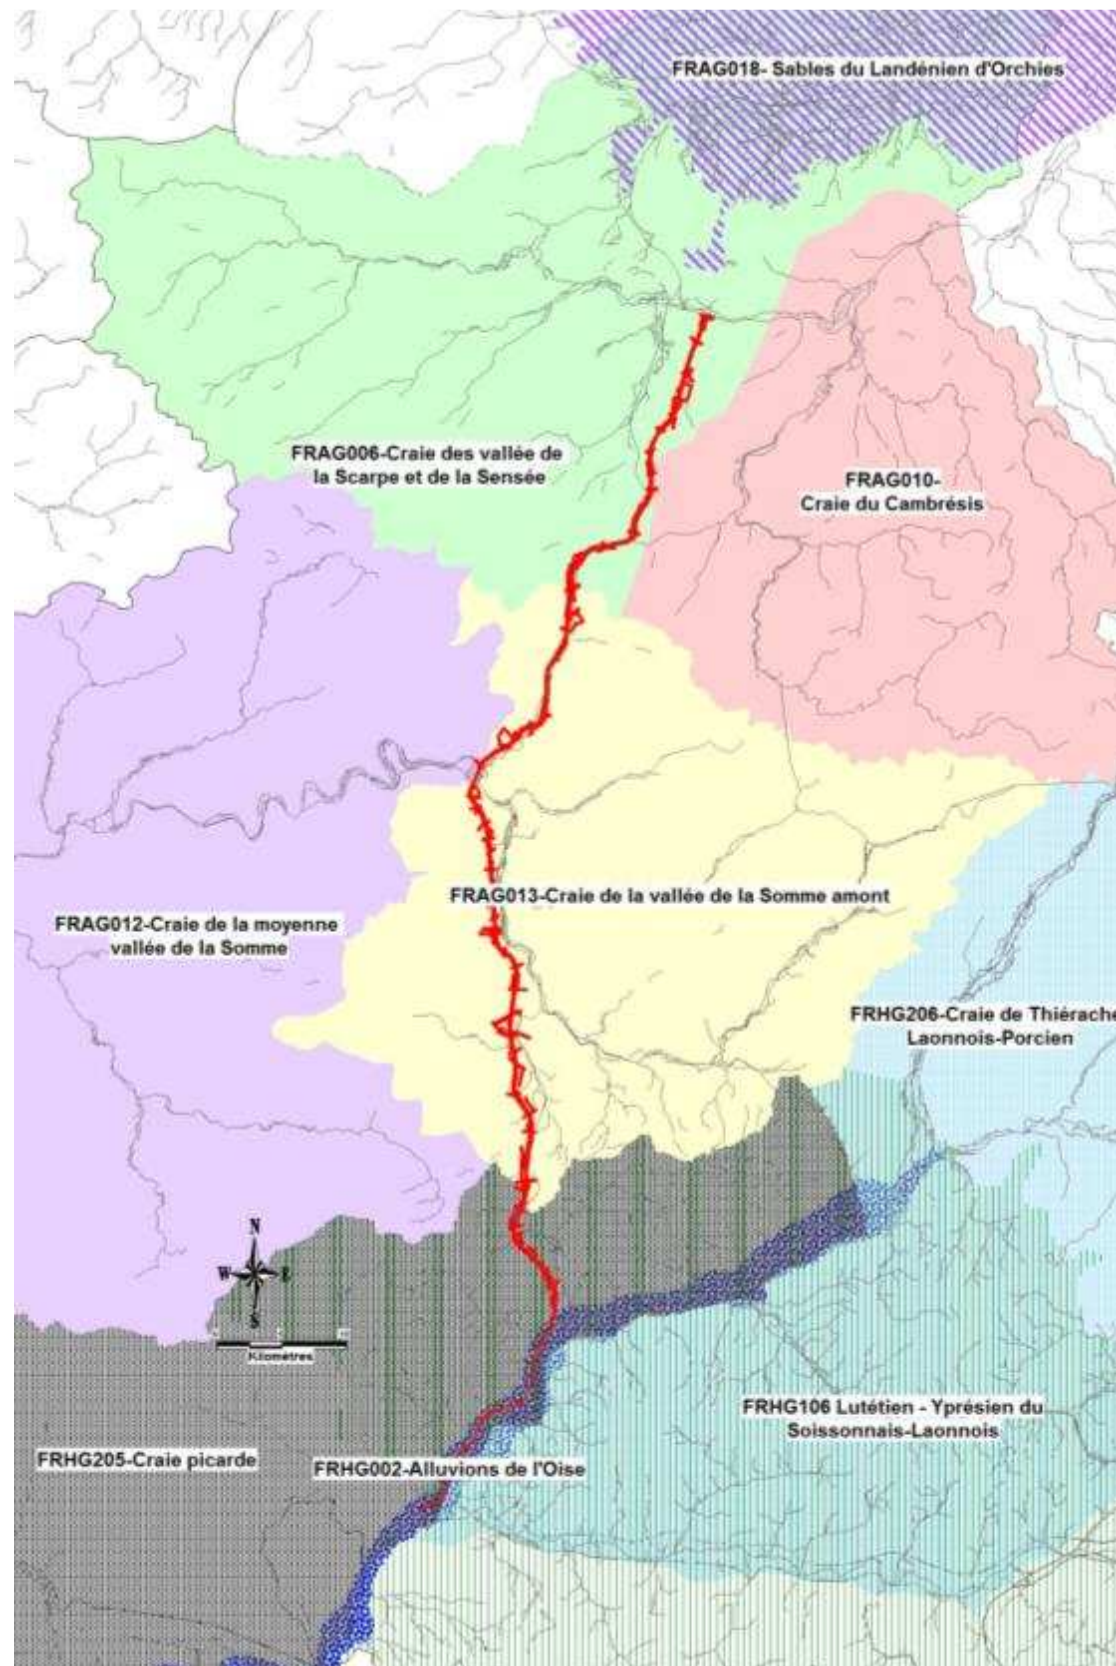 FRAG018- Sables du Landénien d'Orchies
FRAG006-Craie des vallée de
la Scarpe et de la Sensée
FRAG010-
Craie du Cambrésis
FRAG013-Craie de la vallée de la Somme amont
FRAG012-Craie de la moyenne
vallée de la Somme
FRHG206-Craie de Thiérache
Laonnois-Porcien
N
W
E
S
Kilomètres
FRHG106 Lutétien - Yprésien du
Soissonnais-Laonnois
FRHG205-Craie picarde
FRHG002-Alluvions de l'Oise